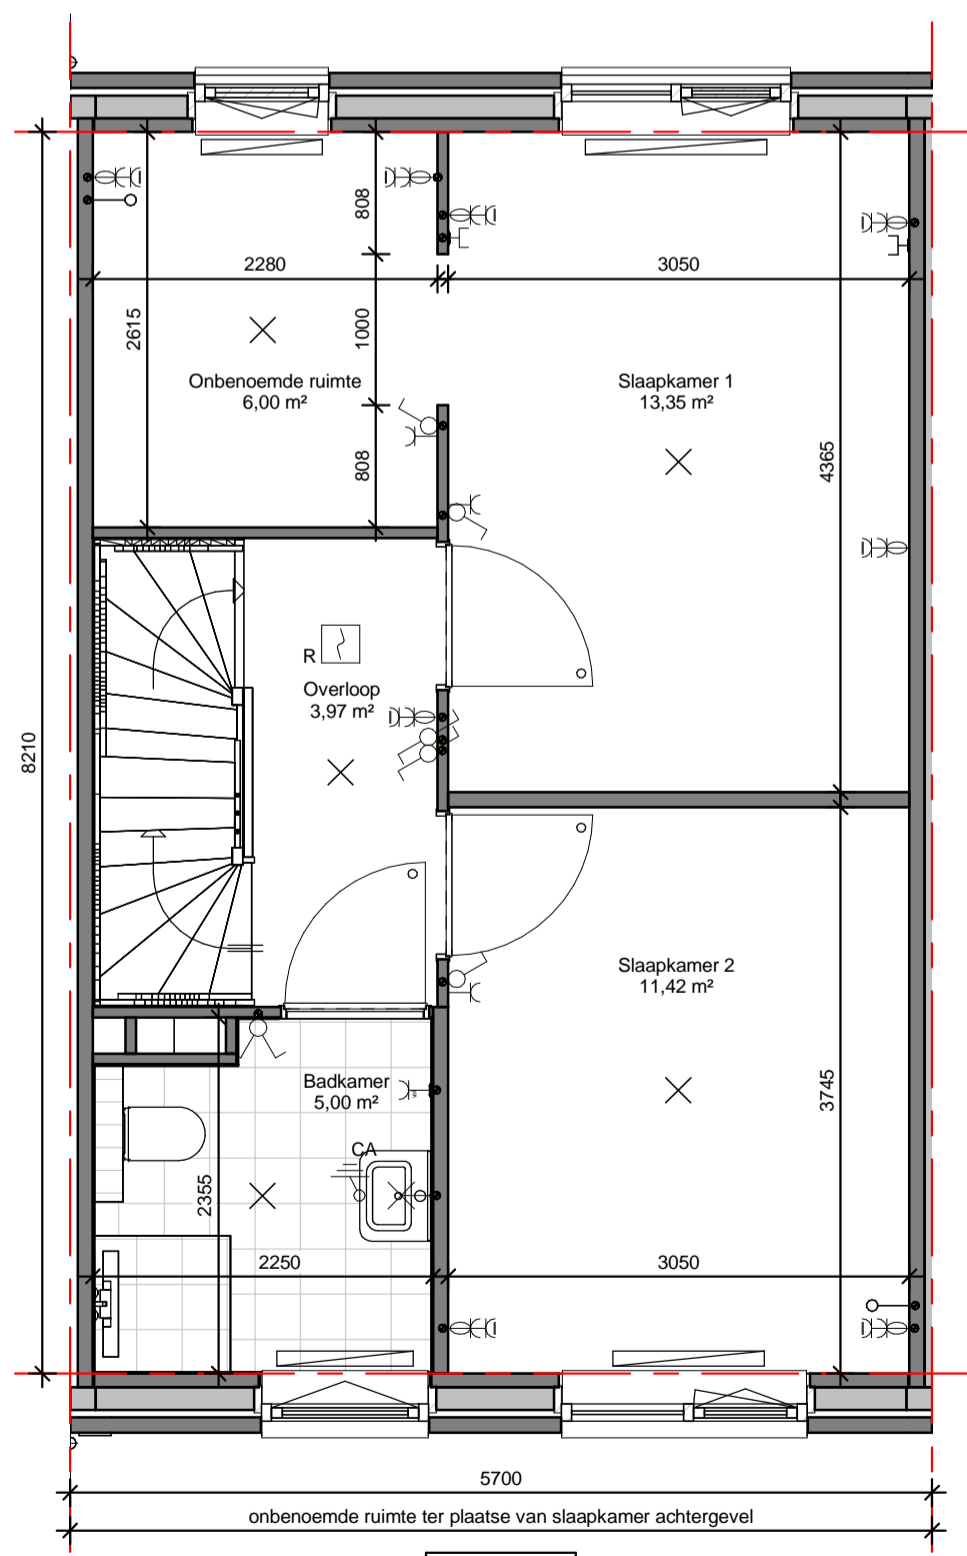 808
2280
3050
2615
1000
Onbenoemde ruimte
6,00 m²
Slaapkamer 1
13,35 m²
808
4365
R
Overloop
3,97 m²
8210
Slaapkamer 2
11,42 m²
Badkamer
5,00 m²
3745
CA
2355
2250
3050
5700
onbenoemde ruimte ter plaatse van slaapkamer achtergevel